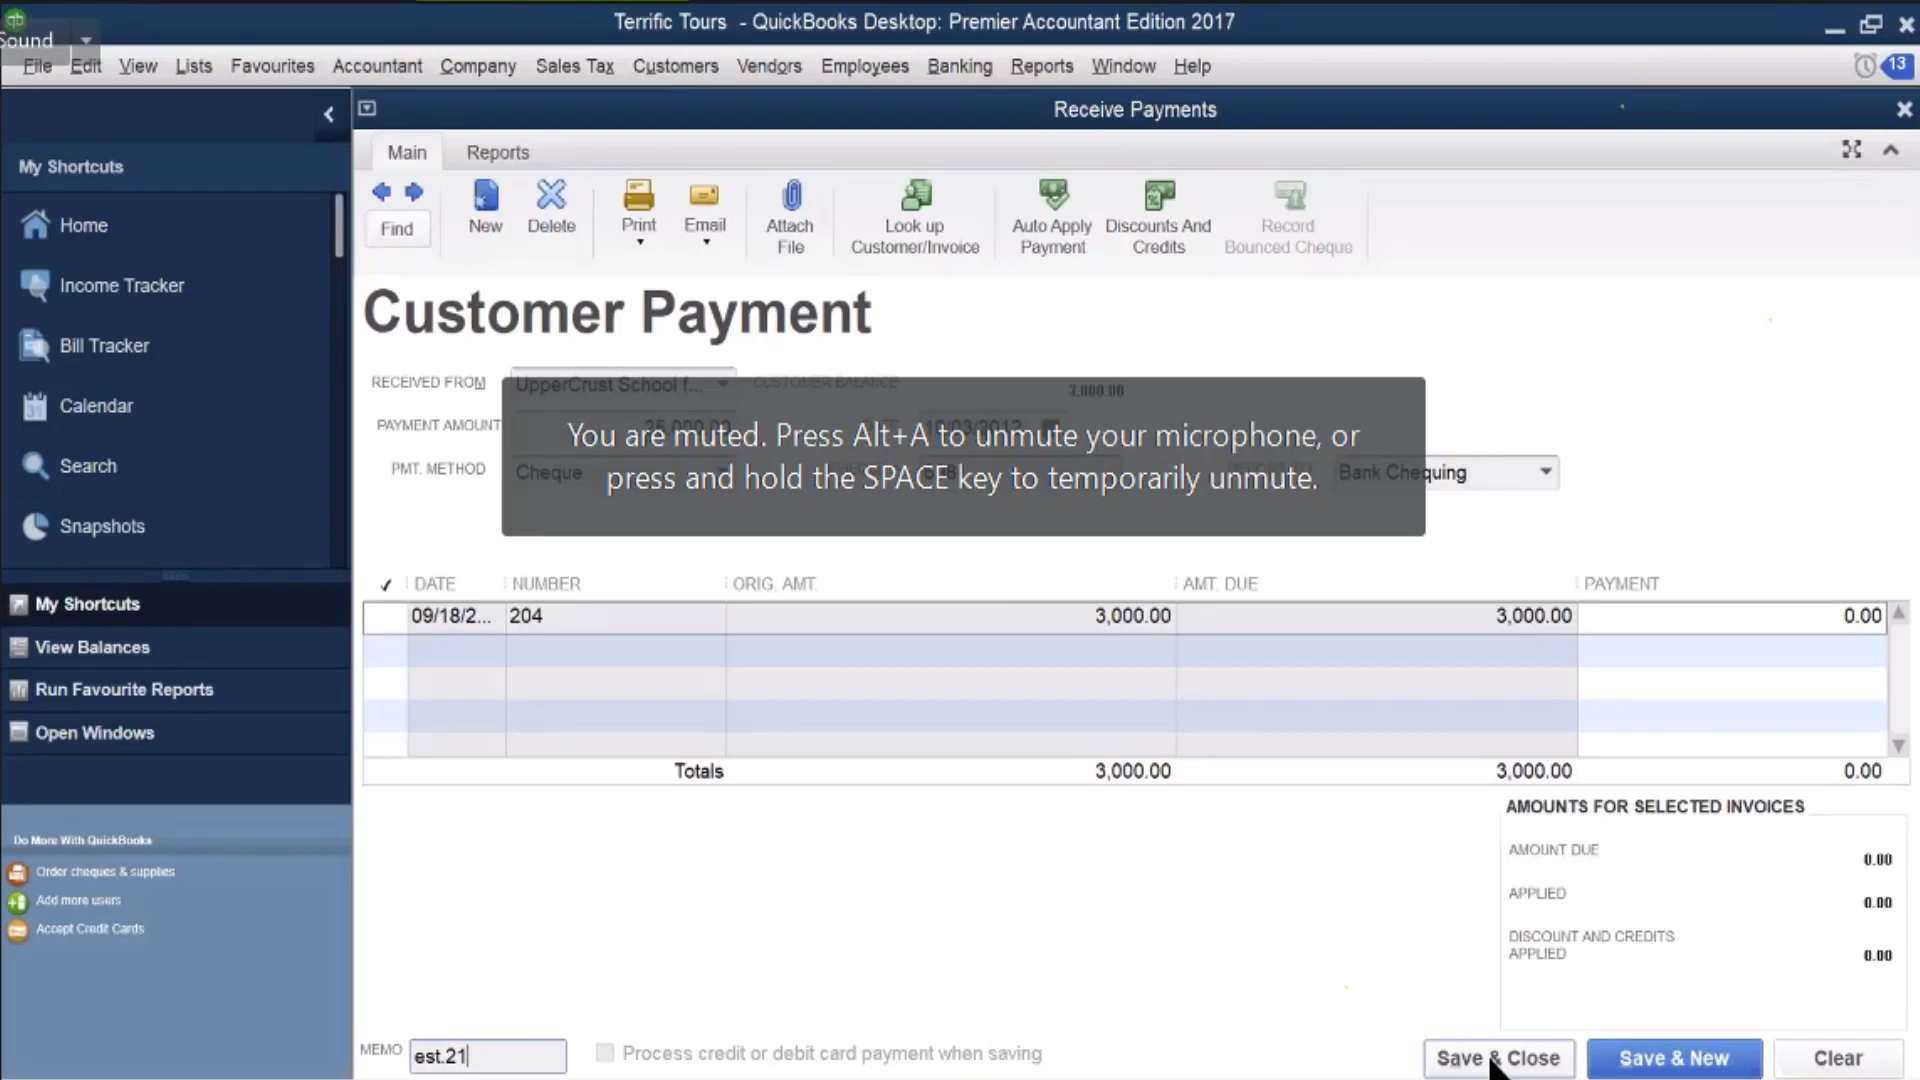 Terrific Tours - QuickBooks Desktop: Premier Accountant Edition 2017
Sound
File Edit View Lists Favourites Accountant Company Sales Tax Customers Vendors Employees Banking Reports Window Help
13
Receive Payments
Main Reports
My Shortcuts
Home
Income Tracker
Bill Tracker
Calendar
Search
Snapshots
My Shortcuts
View Balances
Run Favourite Reports
Open Windows
Do More With QuickBooks
Order cheques & supplies
Add more users
Accept Credit Cards
Find
New
Delete
Print
Email
Attach
File
Look up
Customer/Invoice
Auto Apply
Payment
Discounts And
Credits
Record
Bounced Cheque
Customer Payment
RECEIVED FROM UpperCrust School f... CUSTOMER BALANCE 3,000.00
PAYMENT AMOUNT
PMT. METHOD Cheque Bank Chequing
You are muted. Press Alt+A to unmute your microphone, or
press and hold the SPACE key to temporarily unmute.
✓ DATE NUMBER ORIG. AMT. AMT. DUE PAYMENT
09/18/2... 204 3,000.00 3,000.00 0.00
Totals 3,000.00 3,000.00 0.00
AMOUNTS FOR SELECTED INVOICES
AMOUNT DUE 0.00
APPLIED 0.00
DISCOUNT AND CREDITS
APPLIED 0.00
MEMO est.21
Process credit or debit card payment when saving
Save & Close Save & New Clear